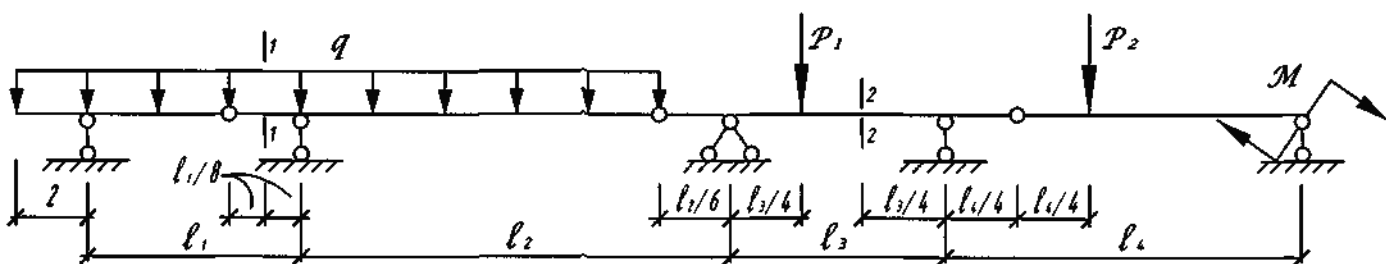 1 q P₁ P₂ M
2
1 2
l₁/8
2 l₂/6 l₃/4 l₃/4 l₄/4 l₄/4
l₁ l₂ l₃ l₄